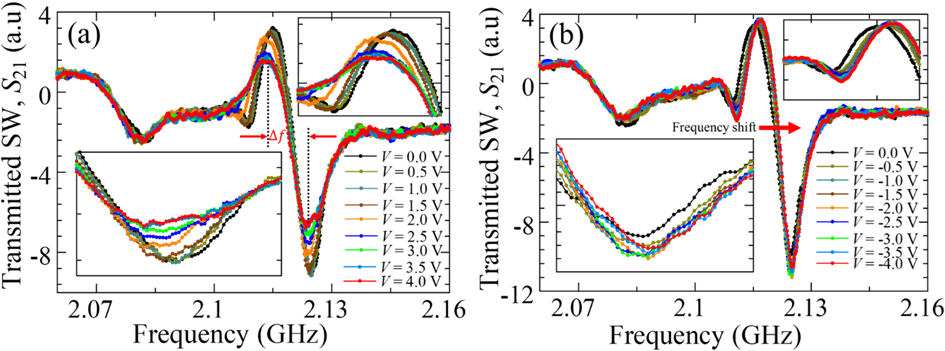 (a)
Transmitted SW, S21 (a.u)
4
0
-4
-8
Δf
V = 0.0 V
V = 0.5 V
V = 1.0 V
V = 1.5 V
V = 2.0 V
V = 2.5 V
V = 3.0 V
V = 3.5 V
V = 4.0 V
2.07
2.1
2.13
2.16
Frequency (GHz)
(b)
Transmitted SW, S21 (a.u)
4
0
-4
-8
-12
Frequency shift
V = 0.0 V
V = -0.5 V
V = -1.0 V
V = -1.5 V
V = -2.0 V
V = -2.5 V
V = -3.0 V
V = -3.5 V
V = -4.0 V
2.07
2.1
2.13
2.16
Frequency (GHz)